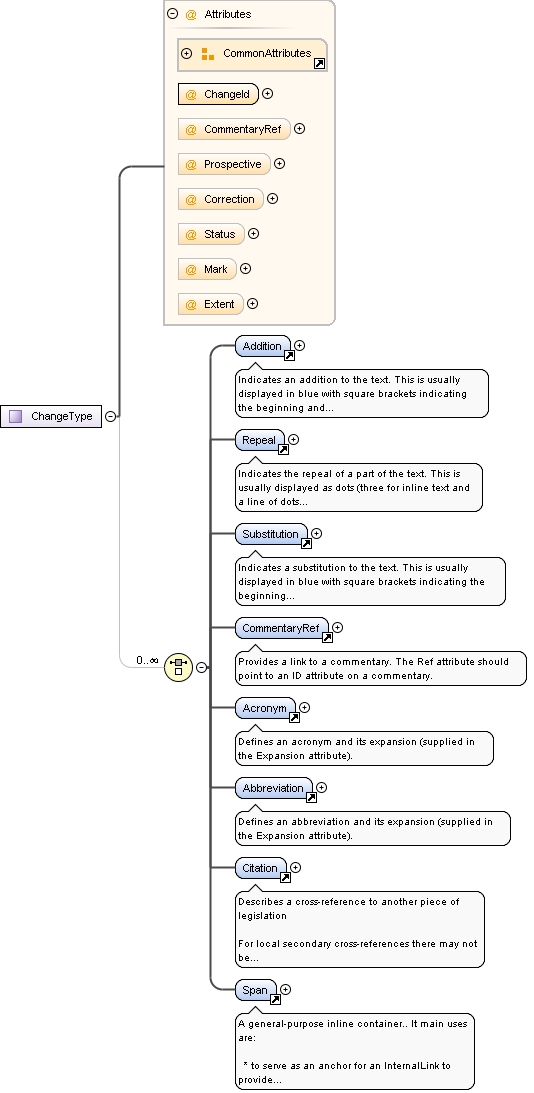 @ Attributes
CommonAttributes
@ ChangeId
@ CommentaryRef
@ Prospective
@ Correction
@ Status
@ Mark
@ Extent
Addition
Indicates an addition to the text. This is usually
displayed in blue with square brackets indicating
the beginning and...
ChangeType
Repeal
Indicates the repeal of a part of the text. This is
usually displayed as dots (three for inline text and
a line of dots...
Substitution
Indicates a substitution to the text. This is usually
displayed in blue with square brackets indicating the
beginning...
CommentaryRef
0..∞
Provides a link to a commentary. The Ref attribute should
point to an ID attribute on a commentary.
Acronym
Defines an acronym and its expansion (supplied in
the Expansion attribute).
Abbreviation
Defines an abbreviation and its expansion (supplied in
the Expansion attribute).
Citation
Describes a cross-reference to another piece of
legislation
For local secondary cross-references there may not
be...
Span
A general-purpose inline container.. It main uses
are:
* to serve as an anchor for an InternalLink to
provide...